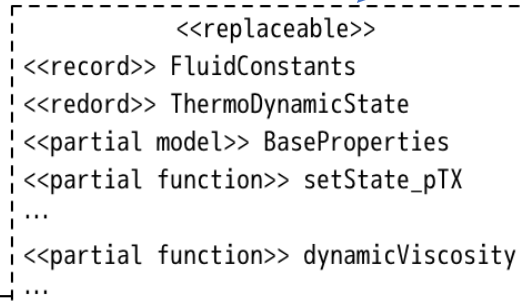 <<replaceable>>
<<record>> FluidConstants
<<redord>> ThermoDynamicState
<<partial model>> BaseProperties
<<partial function>> setState_pTX
...
<<partial function>> dynamicViscosity
...